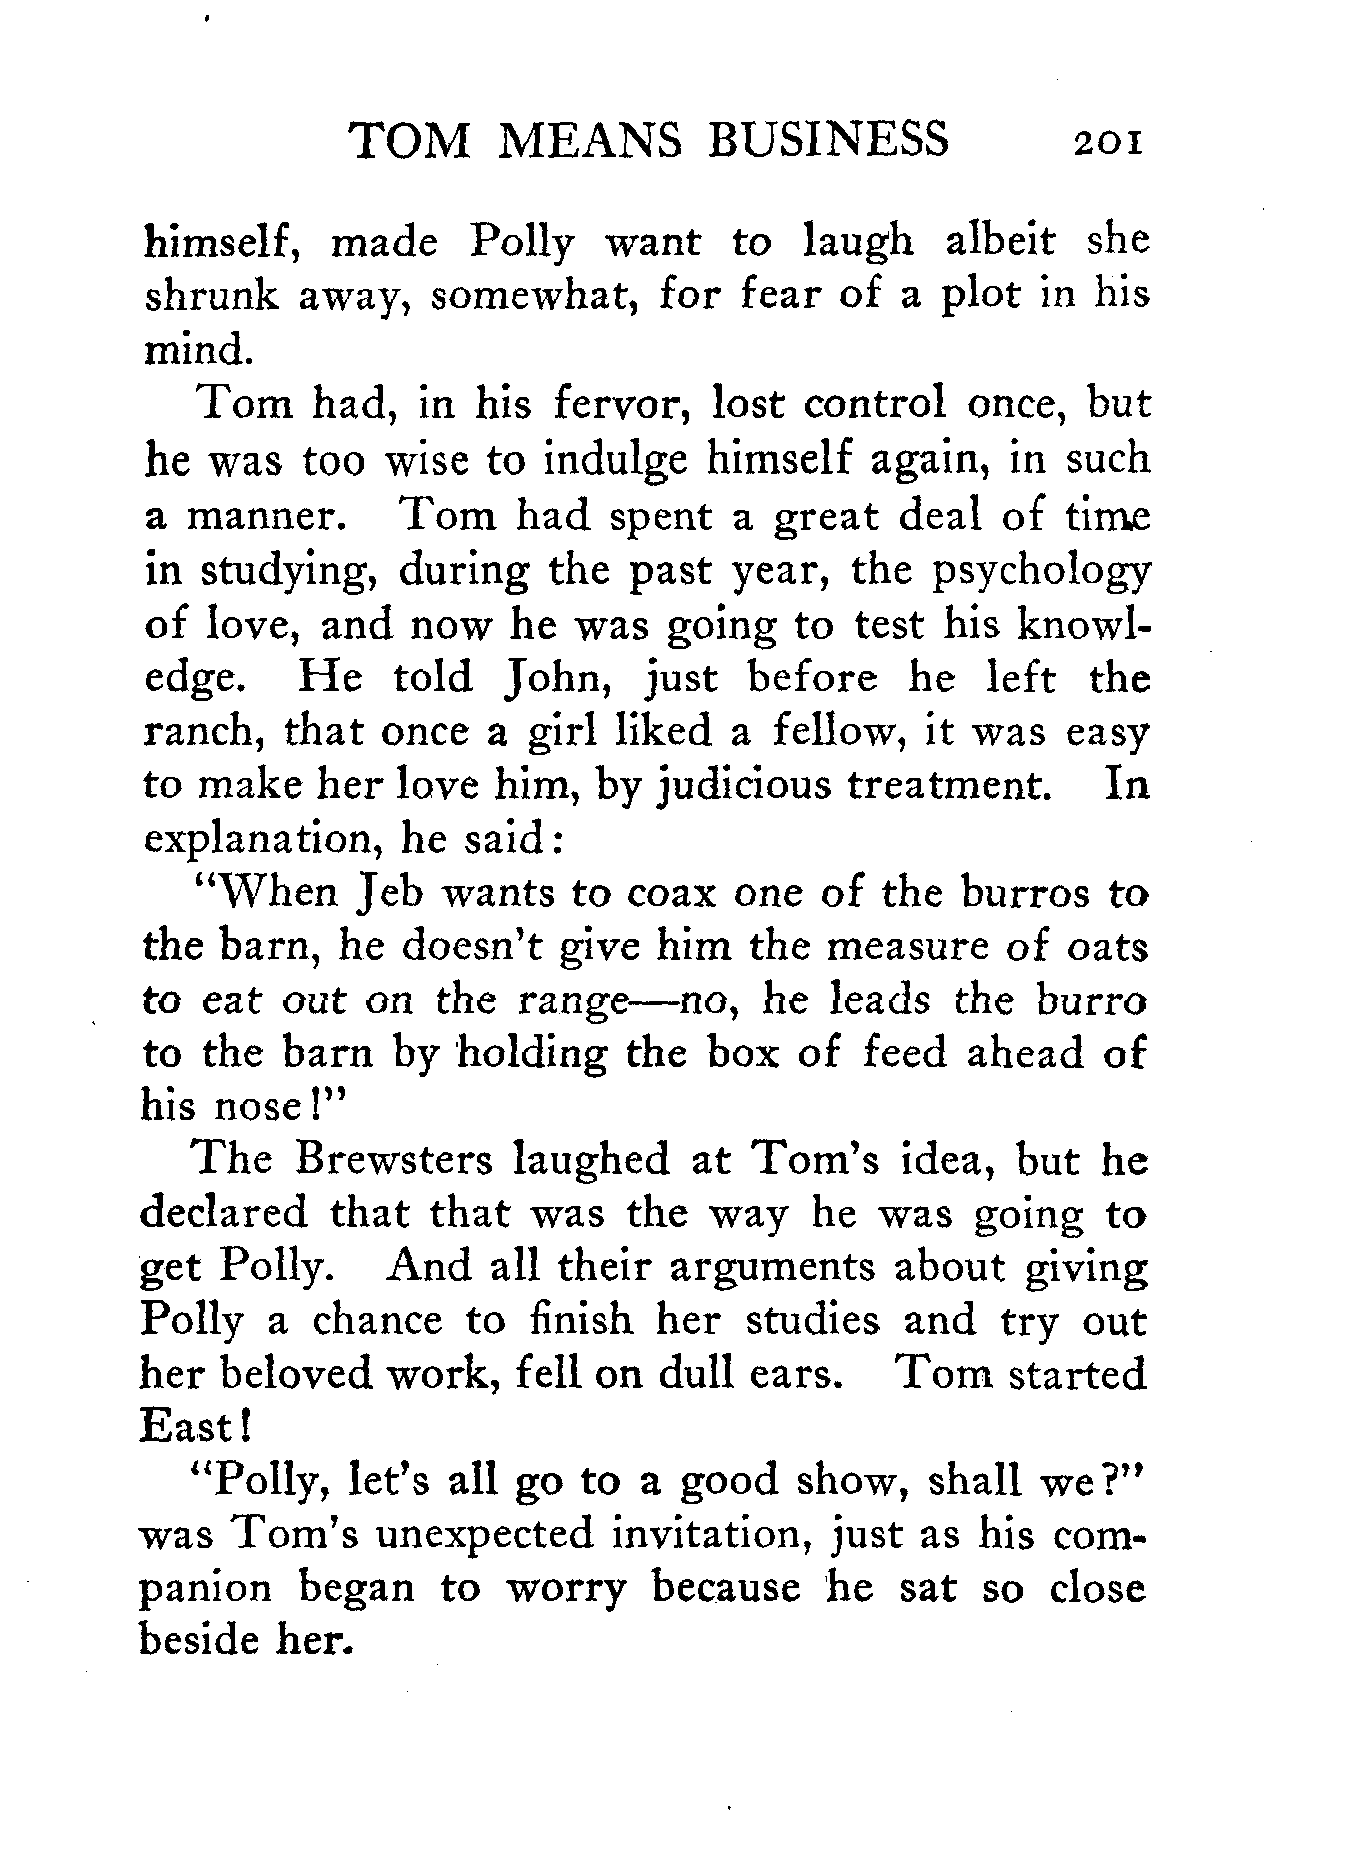 TOM MEANS BUSINESS 201
himself, made Polly want to laugh albeit she
shrunk away, somewhat, for fear of a plot in his
mind.
Tom had, in his fervor, lost control once, but
he was too wise to indulge himself again, in such
a manner. Tom had spent a great deal of time
in studying, during the past year, the psychology
of love, and now he was going to test his knowl-
edge. He told John, just before he left the
ranch, that once a girl liked a fellow, it was easy
to make her love him, by judicious treatment. In
explanation, he said:
“When Jeb wants to coax one of the burros to
the barn, he doesn't give him the measure of oats
to eat out on the range—no, he leads the burro
to the barn by holding the box of feed ahead of
his nose!”
The Brewsters laughed at Tom's idea, but he
declared that that was the way he was going to
get Polly. And all their arguments about giving
Polly a chance to finish her studies and try out
her beloved work, fell on dull ears. Tom started
East!
“Polly, let's all go to a good show, shall we?”
was Tom's unexpected invitation, just as his com-
panion began to worry because he sat so close
beside her.